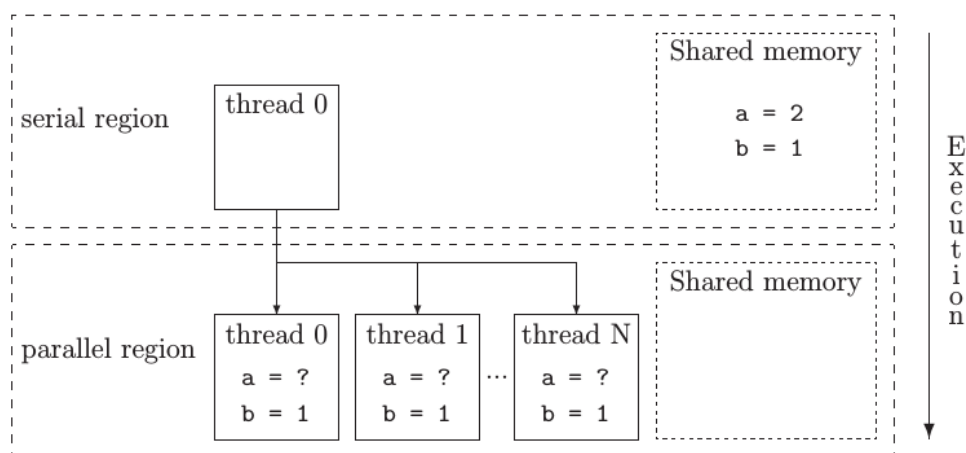 Shared memory
thread 0
serial region
a = 2
b = 1
Execution
Shared memory
parallel region
thread 0
a = ?
b = 1
thread 1
a = ?
b = 1
...
thread N
a = ?
b = 1